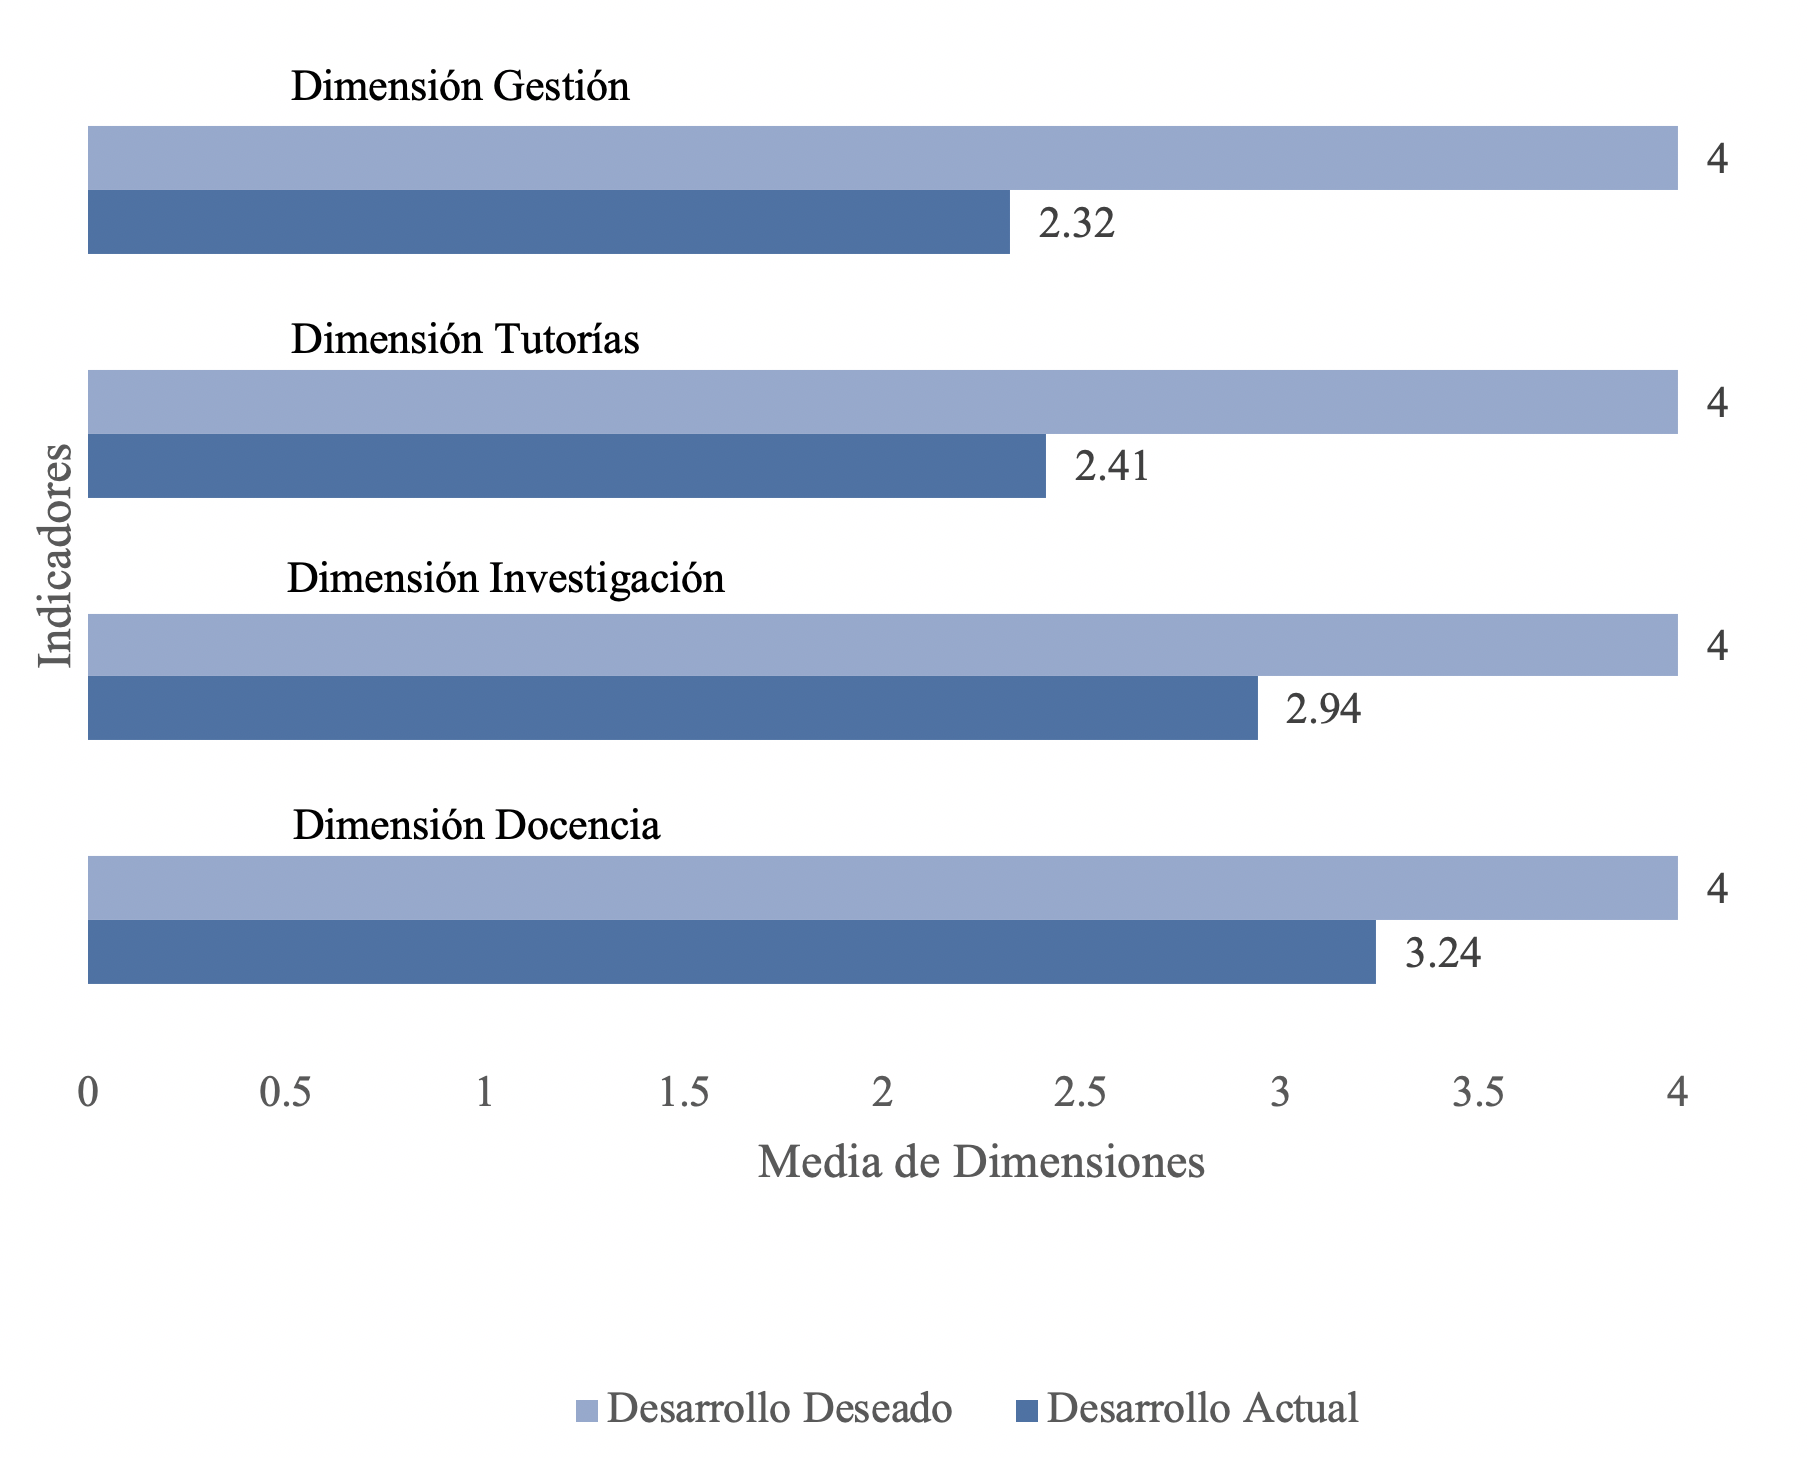 Dimensión Gestión
4
2.32
Dimensión Tutorías
4
2.41
Indicadores
Dimensión Investigación
4
2.94
Dimensión Docencia
4
3.24
0 0.5 1 1.5 2 2.5 3 3.5 4
Media de Dimensiones
Desarrollo Deseado Desarrollo Actual